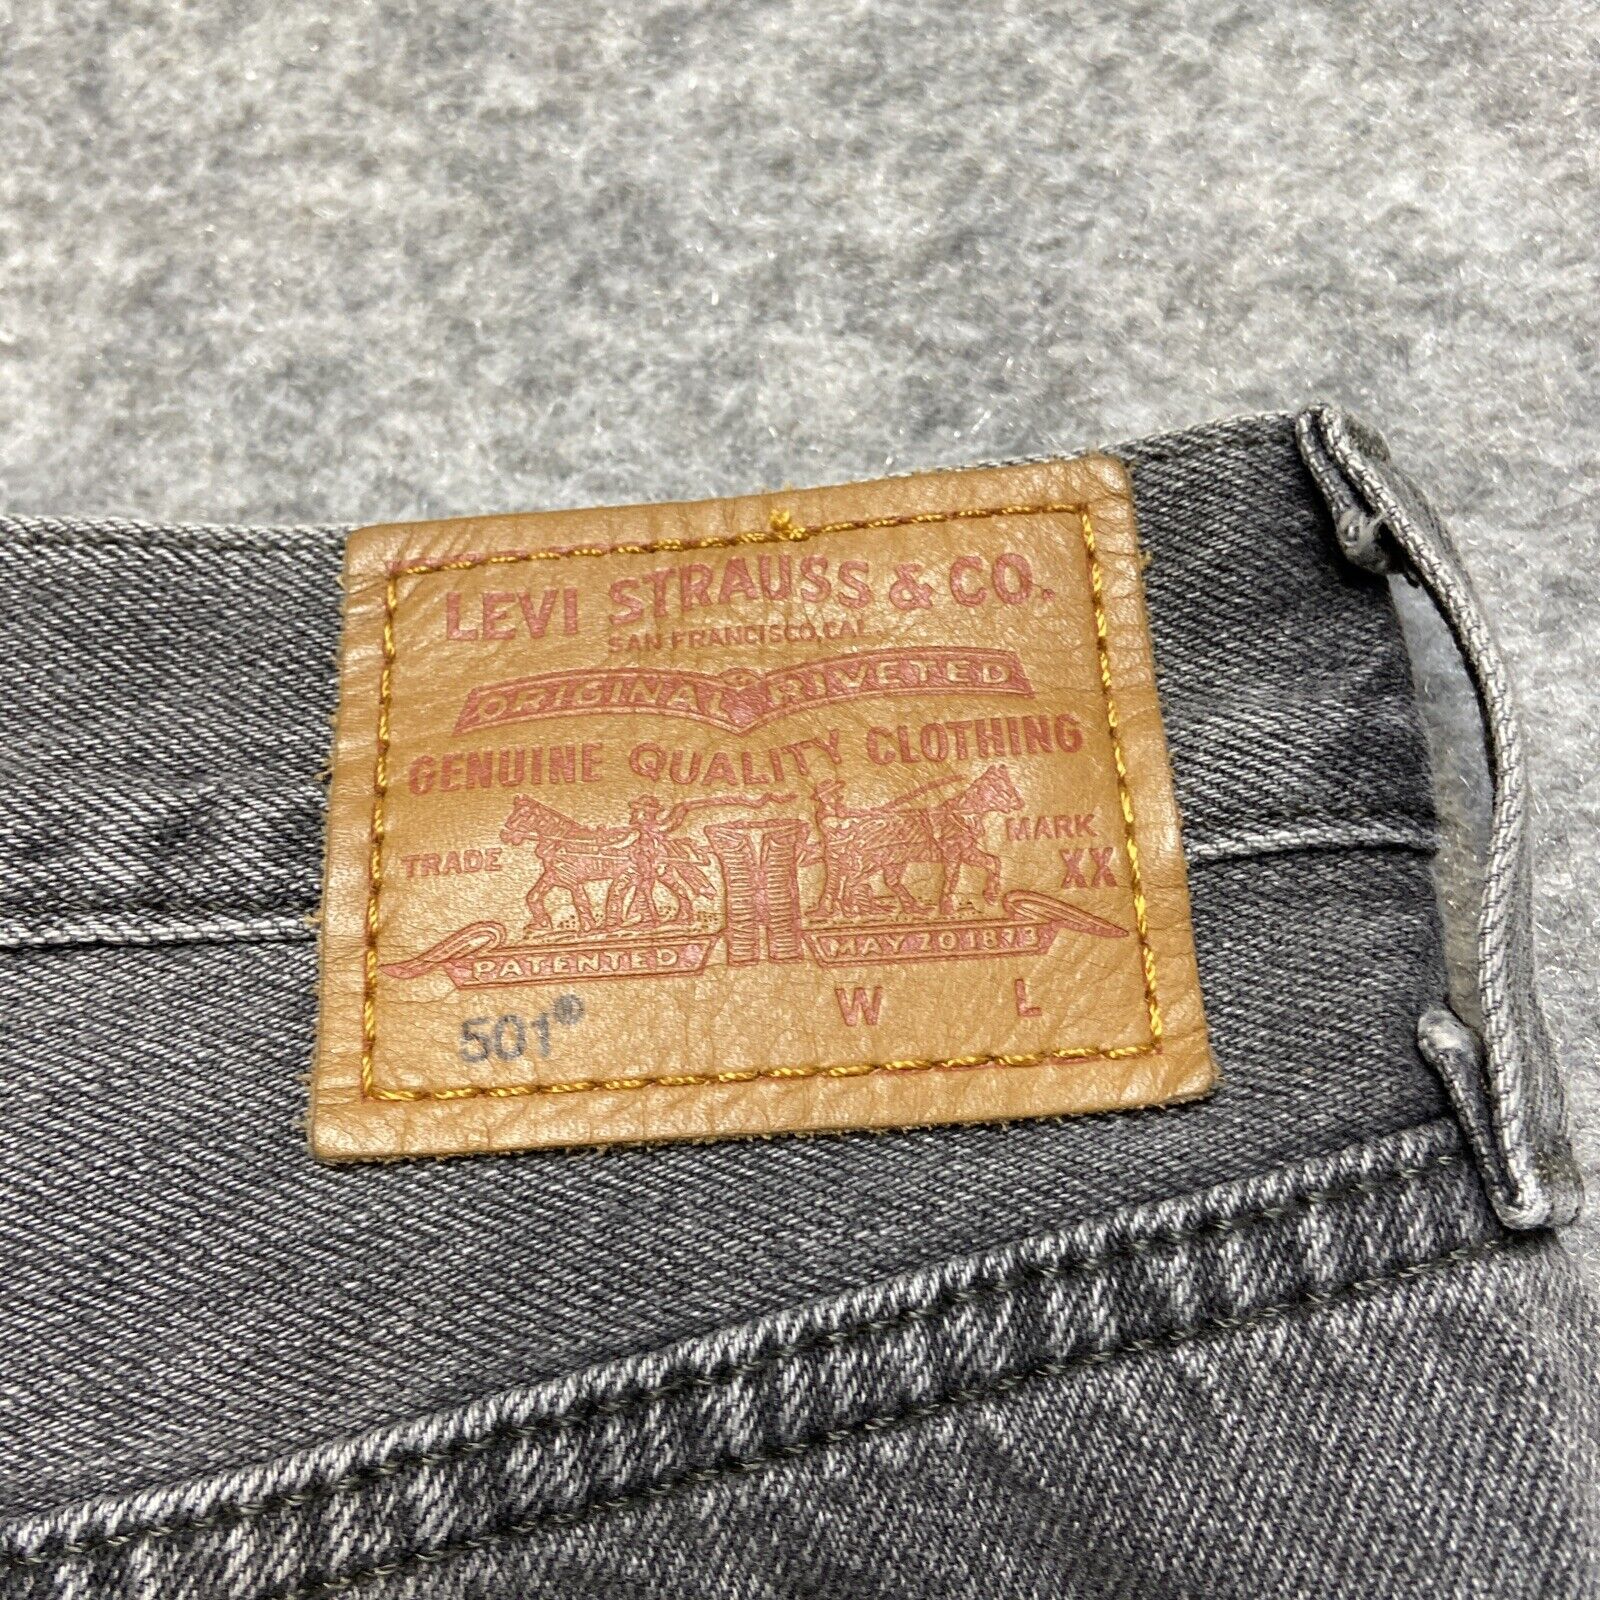 LEVI STRAUSS & CO.
SAN FRANCISCO, CAL.
ORIGINAL RIVETED
GENUINE QUALITY CLOTHING
TRADE MARK
XX
PATENTED MAY 20 1873
W L
501®